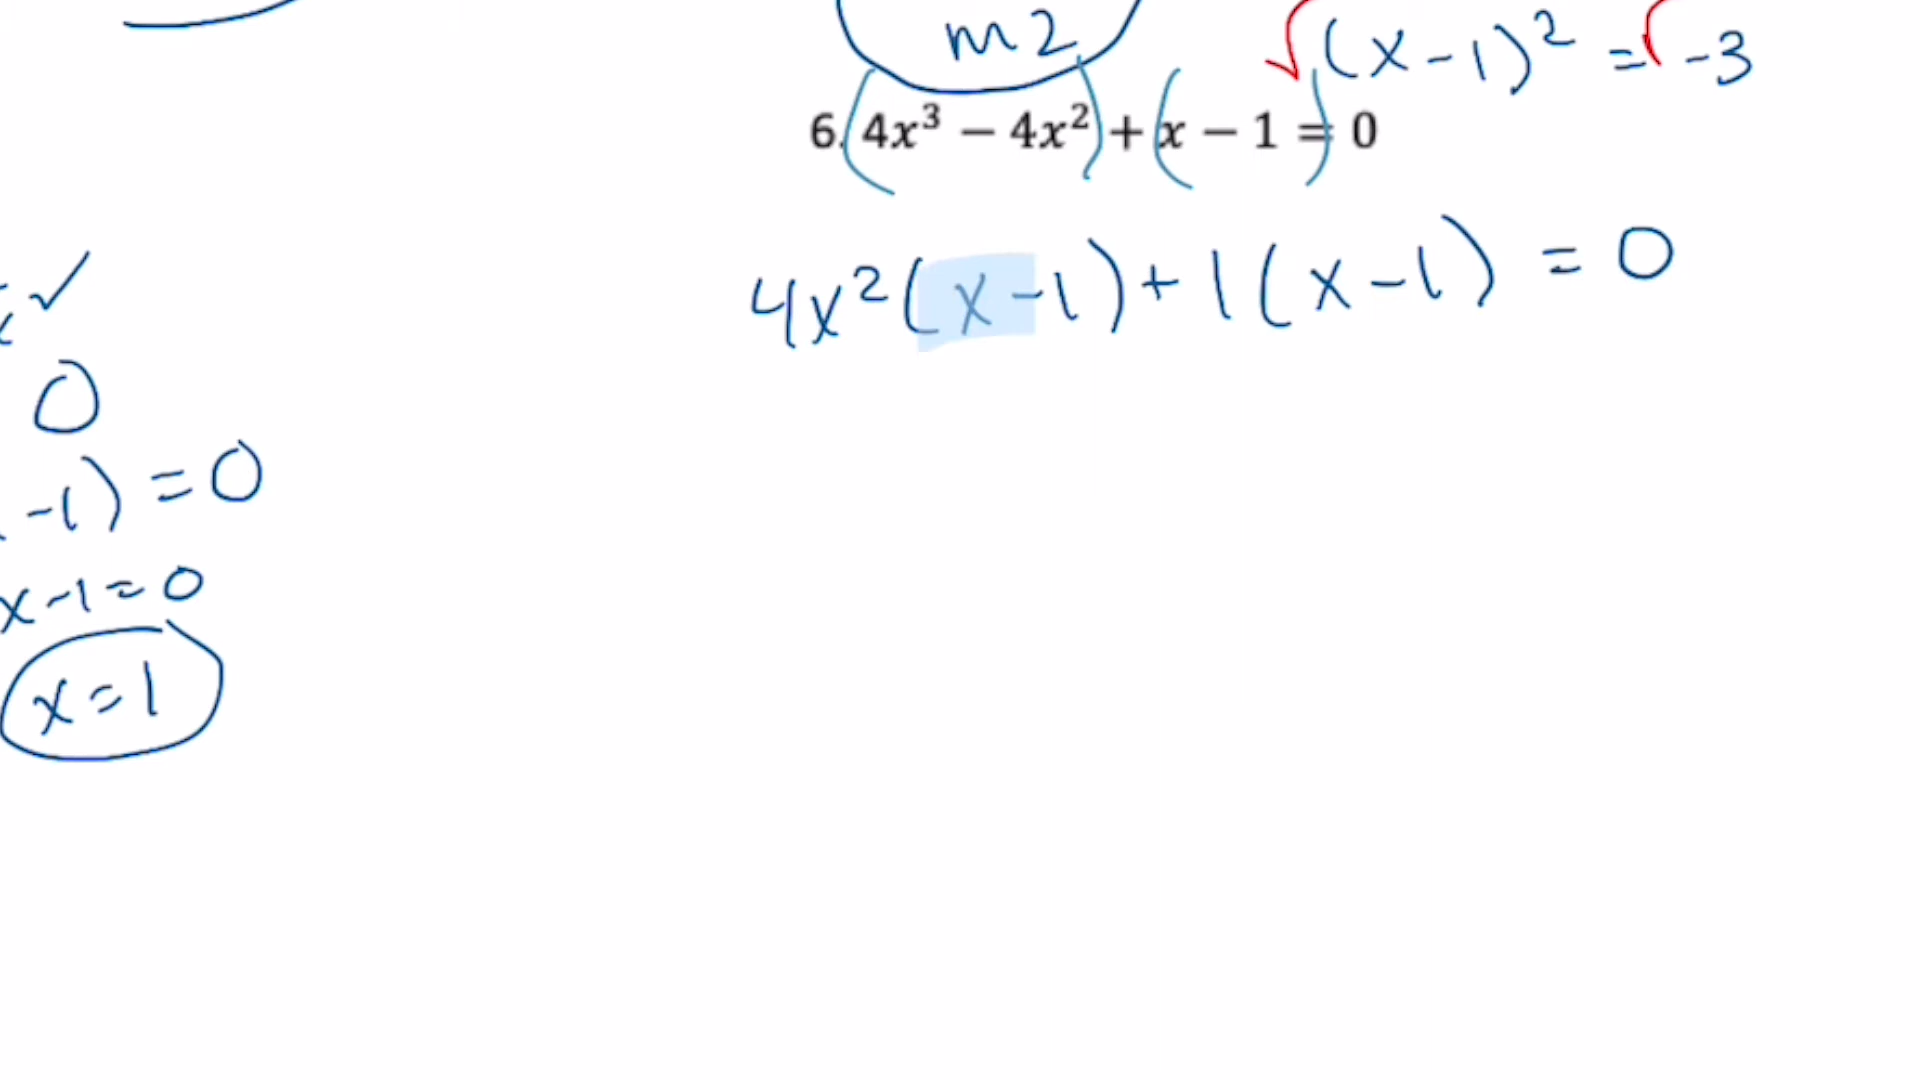 m2
√(x-1)² = √-3
6. (4x³ − 4x²) + (x − 1) = 0
4x²(x-1)+1(x-1) = 0
0
-1)=0
x-1=0
x=1